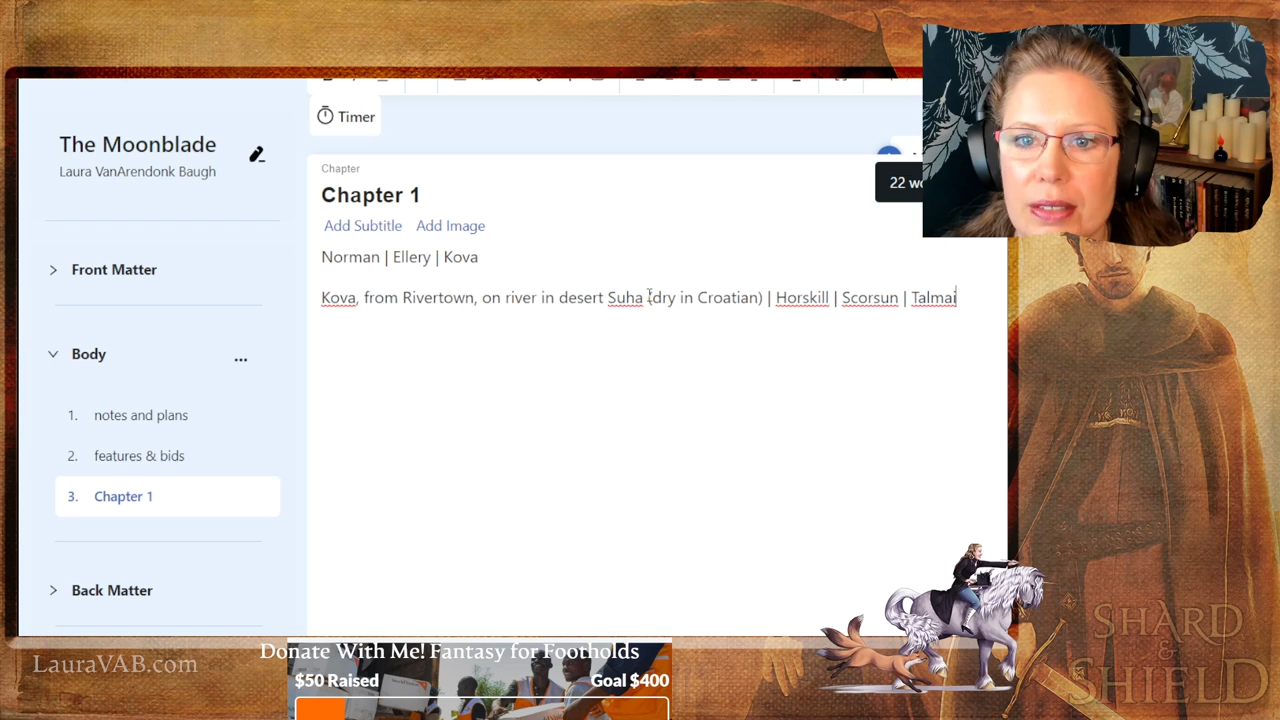 Timer
The Moonblade
Laura VanArendonk Baugh
Chapter
Chapter 1
22 wo
Add Subtitle Add Image
Norman | Ellery | Kova
Front Matter
Kova, from Rivertown, on river in desert Suha (dry in Croatian) | Horskill | Scorsun | Talmai
Body
...
1. notes and plans
2. features & bids
3. Chapter 1
Back Matter
SHARD
&
SHIELD
LauraVAB.com
Donate With Me! Fantasy for Footholds
$50 Raised Goal $400